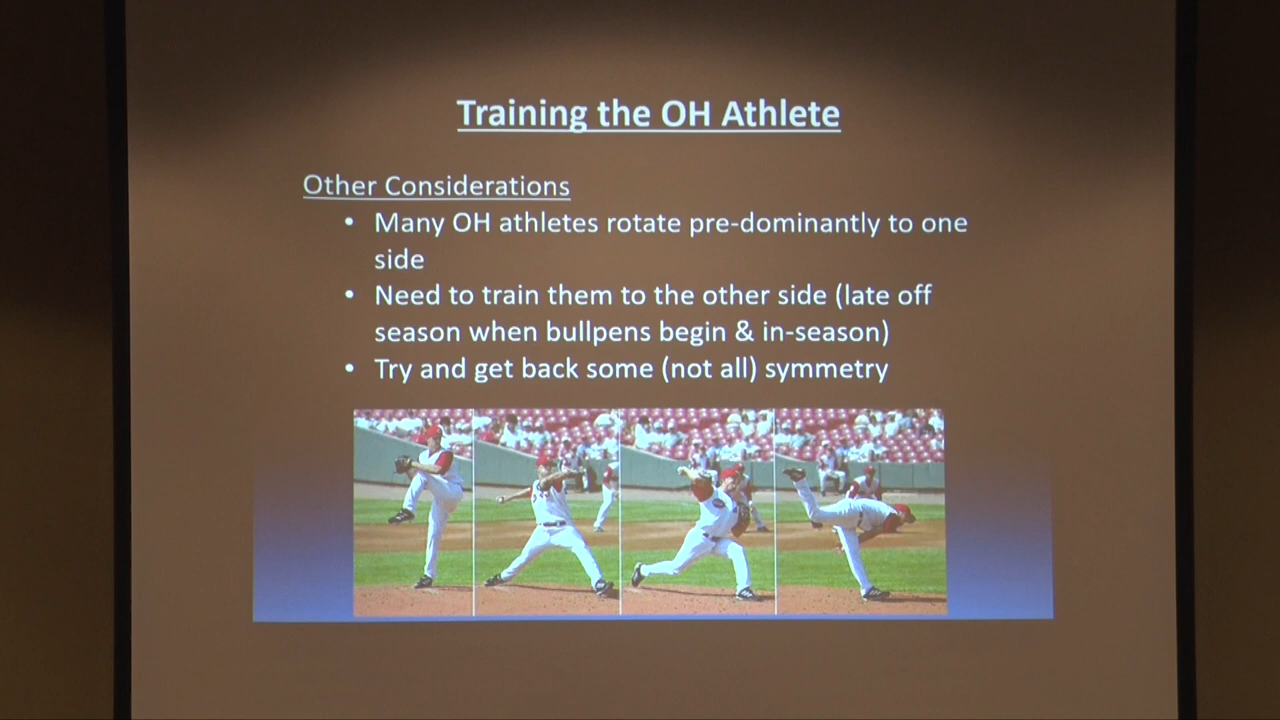 Training the OH Athlete
Other Considerations
• Many OH athletes rotate pre-dominantly to one
side
• Need to train them to the other side (late off
season when bullpens begin & in-season)
• Try and get back some (not all) symmetry